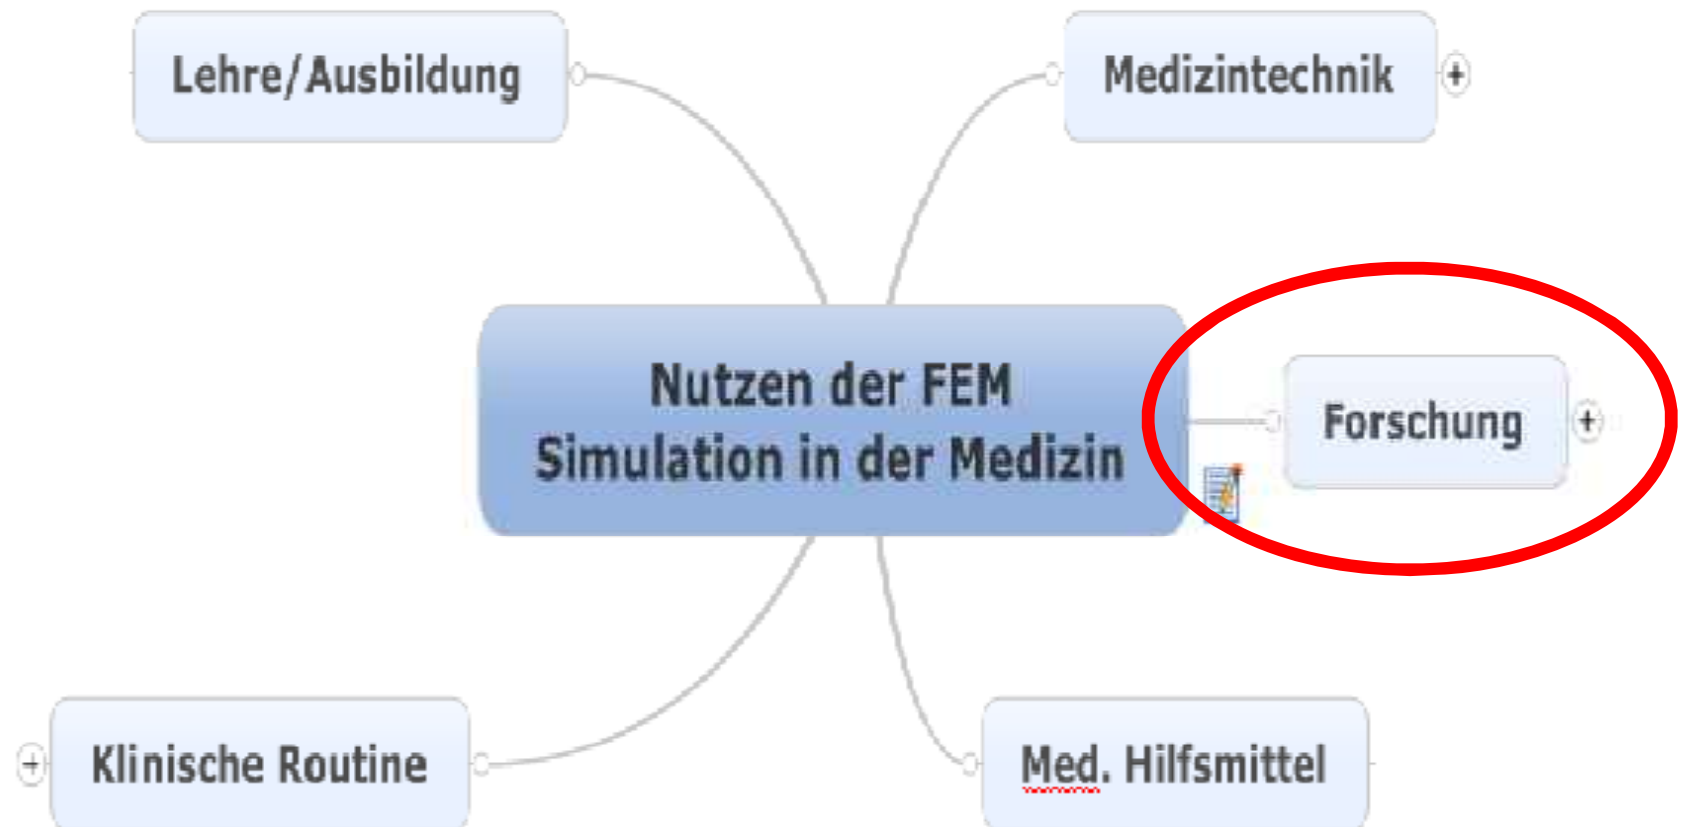 Lehre/Ausbildung
Medizintechnik
Nutzen der FEM
Simulation in der Medizin
Forschung
Klinische Routine
Med. Hilfsmittel